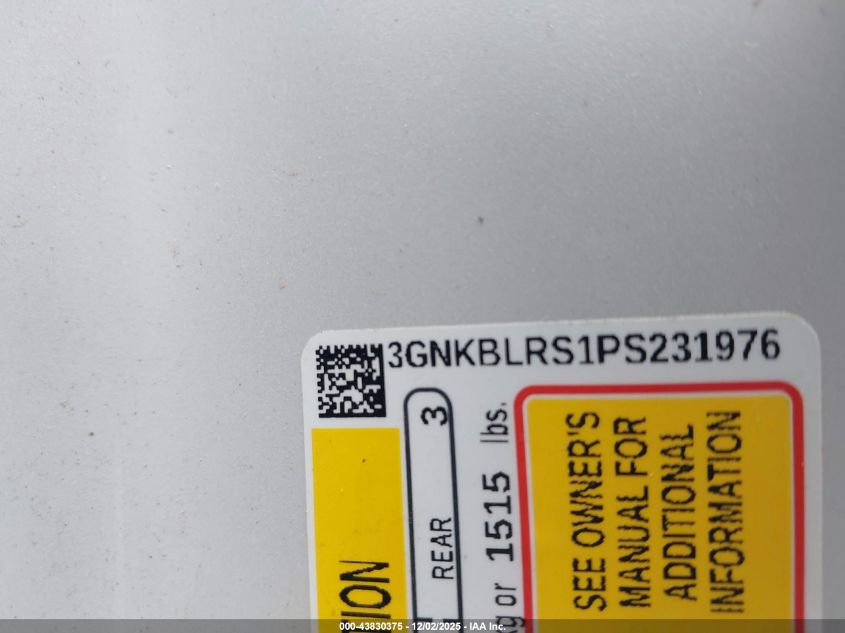 3GNKBLRS1PS231976
REAR 3
or 1515 lbs.
SEE OWNER'S
MANUAL FOR
ADDITIONAL
INFORMATION
000-43830375 - 12/02/2025 - IAA Inc.